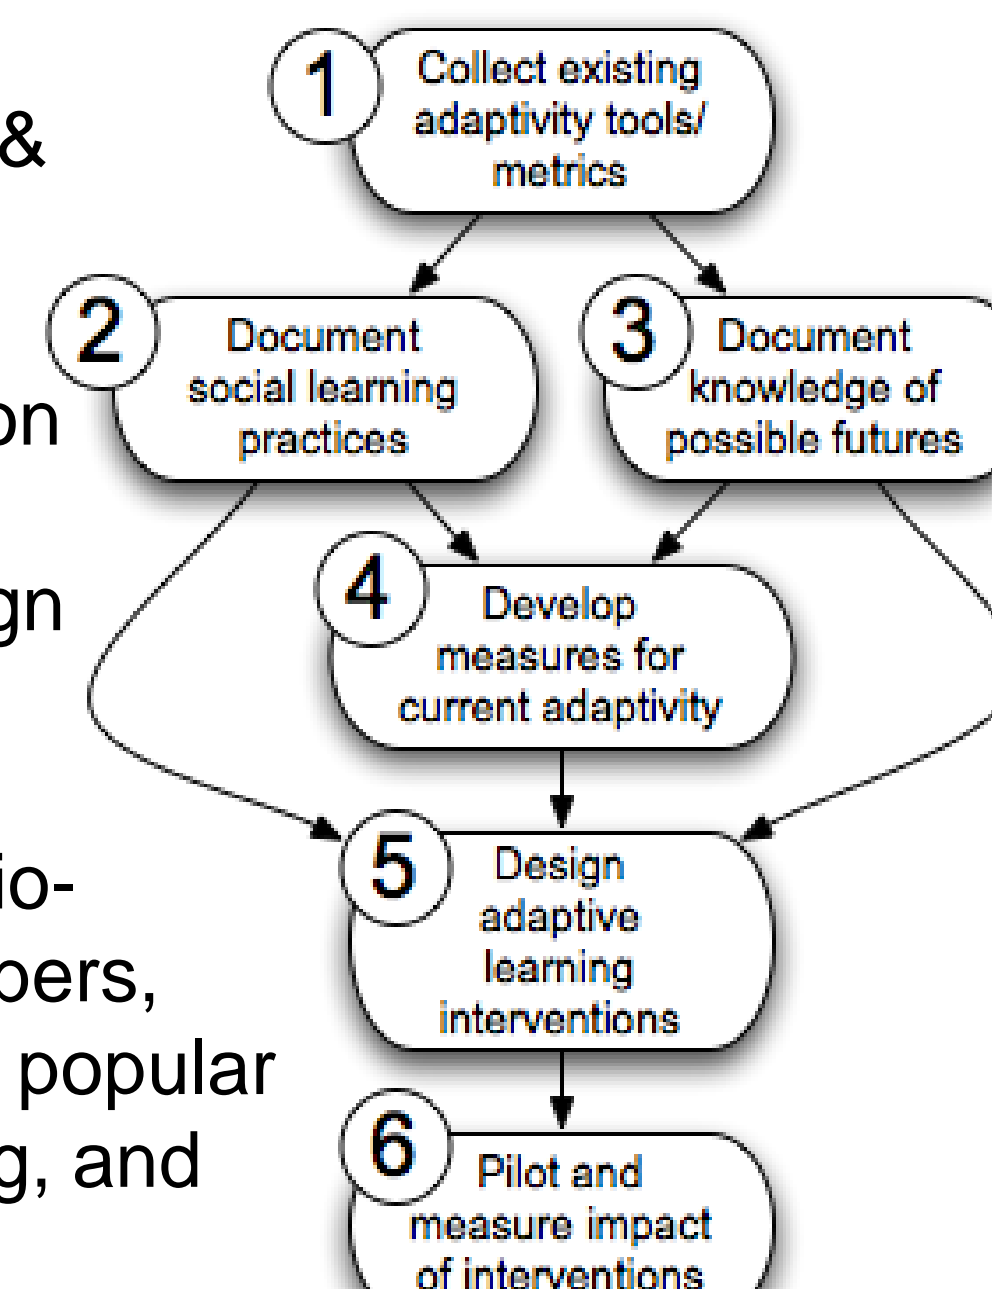 &
on
gn
io-
pers,
popular
g, and
1
Collect existing
adaptivity tools/
metrics
2
Document
social learning
practices
3
Document
knowledge of
possible futures
4
Develop
measures for
current adaptivity
5
Design
adaptive
learning
interventions
6
Pilot and
measure impact
of interventions